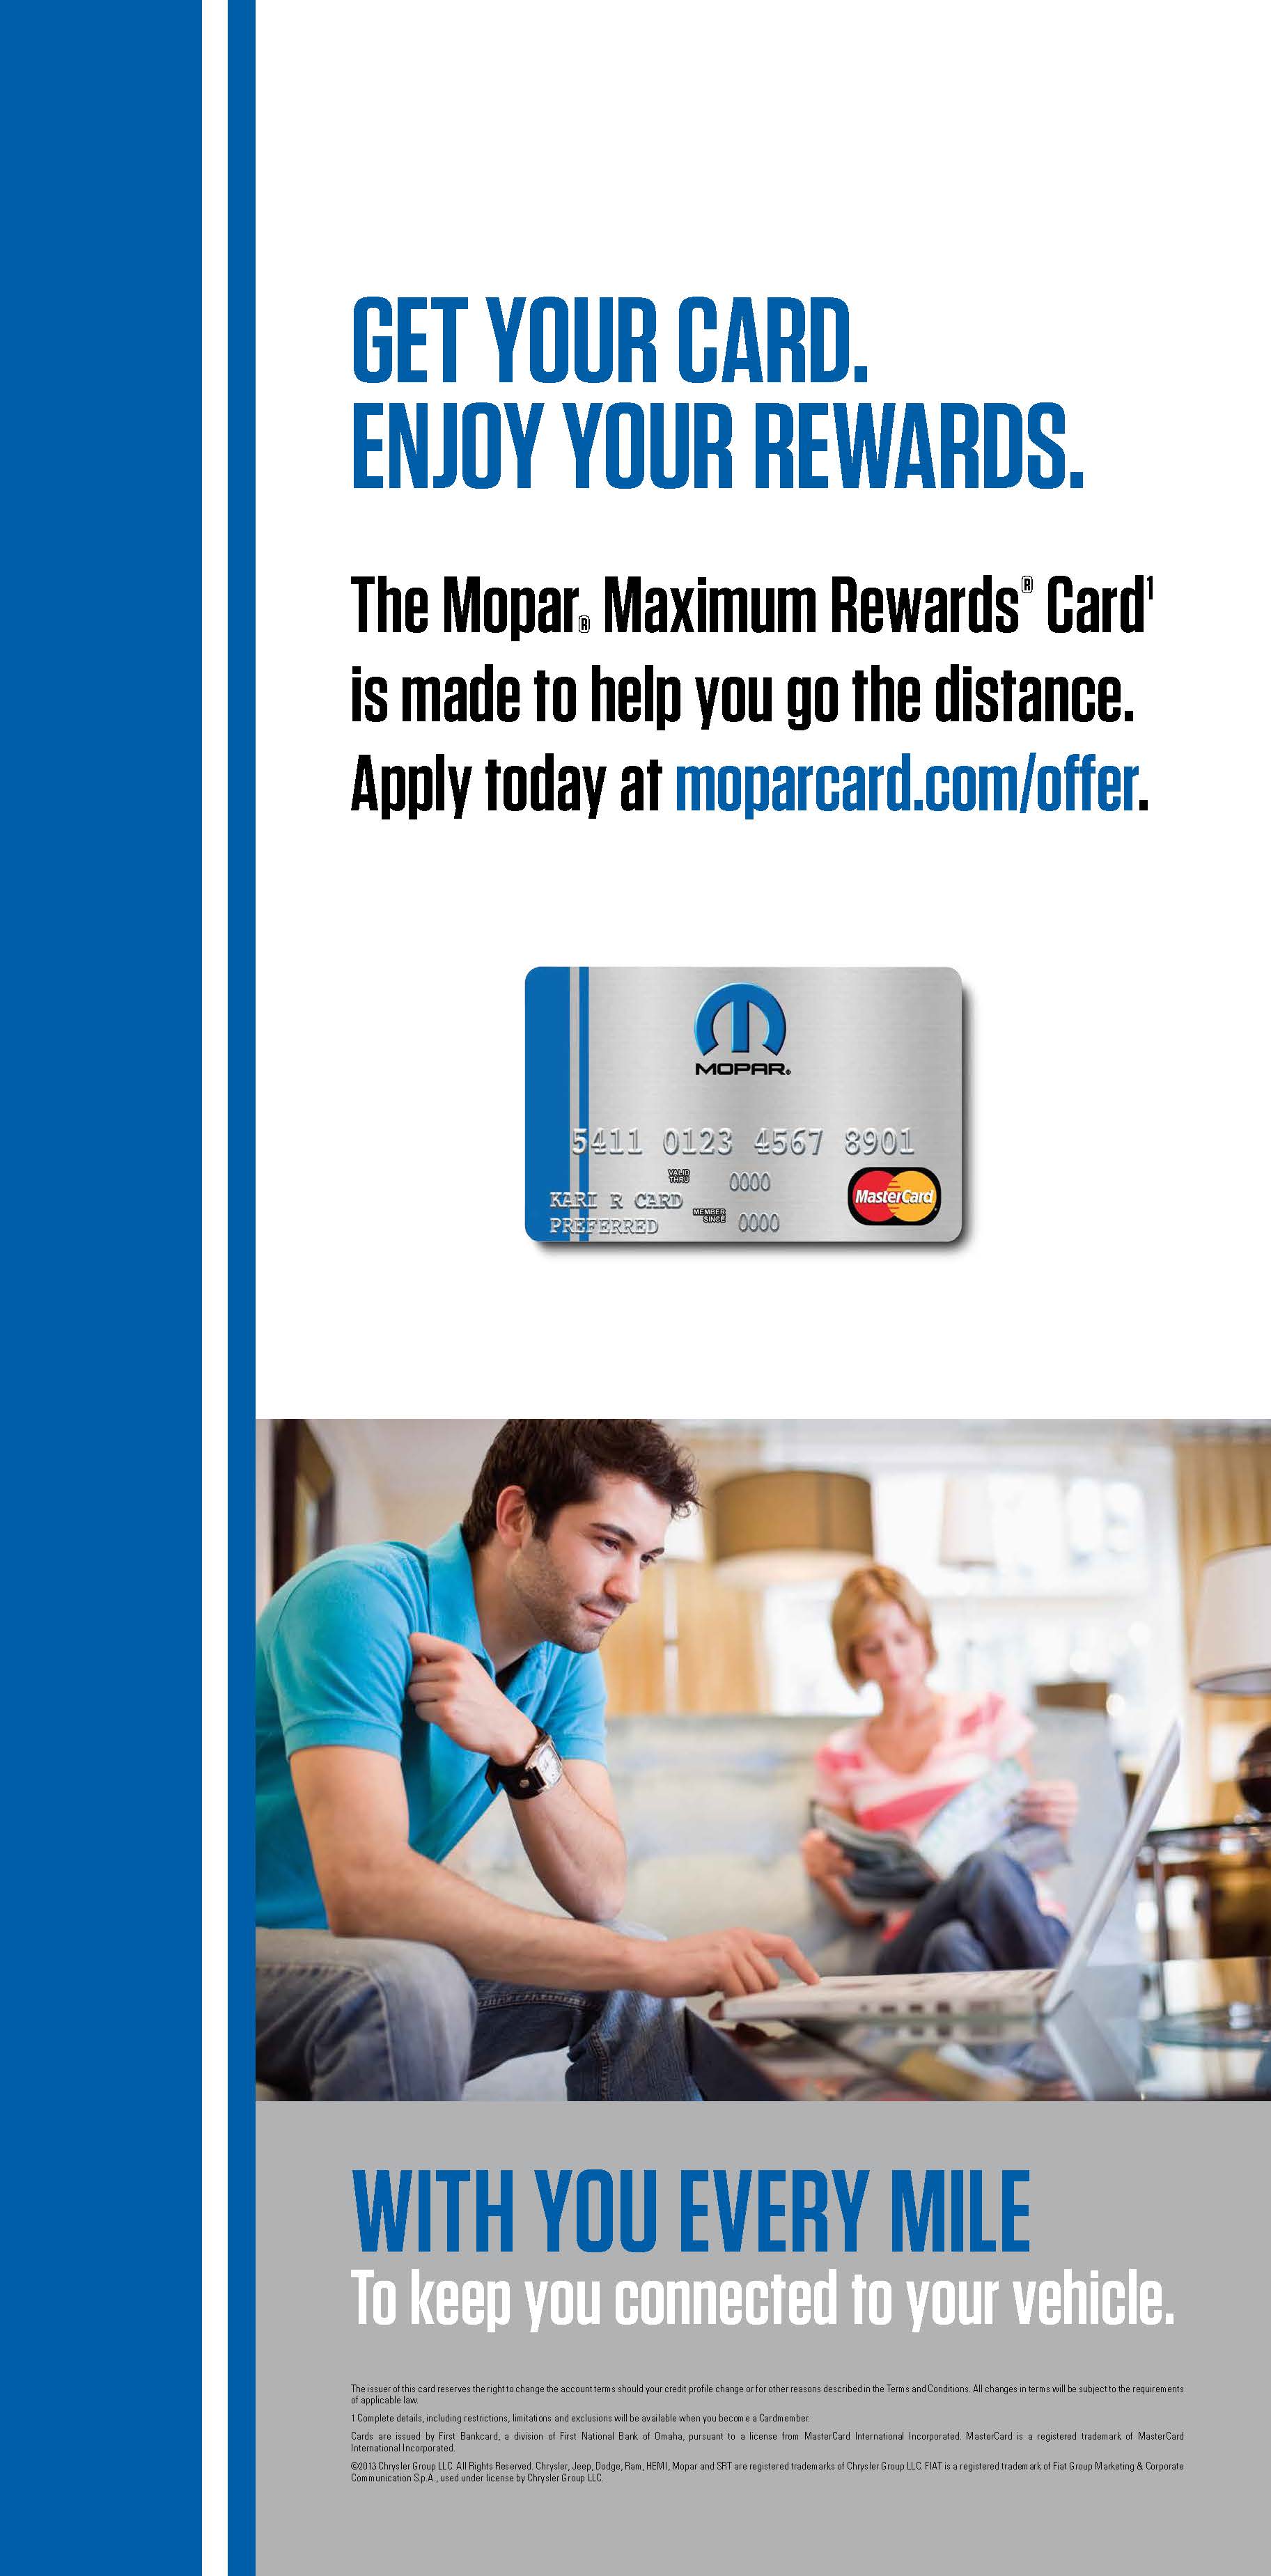 GET YOUR CARD.
ENJOY YOUR REWARDS.
The Mopar® Maximum Rewards® Card¹
is made to help you go the distance.
Apply today at moparcard.com/offer.
MOPAR®
5411 0123 4567 8901
VALID
THRU 0000
KARI R CARD
MEMBER
SINCE 0000
PREFERRED
MasterCard
WITH YOU EVERY MILE
To keep you connected to your vehicle.
The issuer of this card reserves the right to change the account terms should your credit profile change or for other reasons described in the Terms and Conditions. All changes in terms will be subject to the requirements
of applicable law.
1 Complete details, including restrictions, limitations and exclusions will be available when you become a Cardmember.
Cards are issued by First Bankcard, a division of First National Bank of Omaha, pursuant to a license from MasterCard International Incorporated. MasterCard is a registered trademark of MasterCard
International Incorporated.
©2013 Chrysler Group LLC. All Rights Reserved. Chrysler, Jeep, Dodge, Ram, HEMI, Mopar and SRT are registered trademarks of Chrysler Group LLC. FIAT is a registered trademark of Fiat Group Marketing & Corporate
Communication S.p.A., used under license by Chrysler Group LLC.